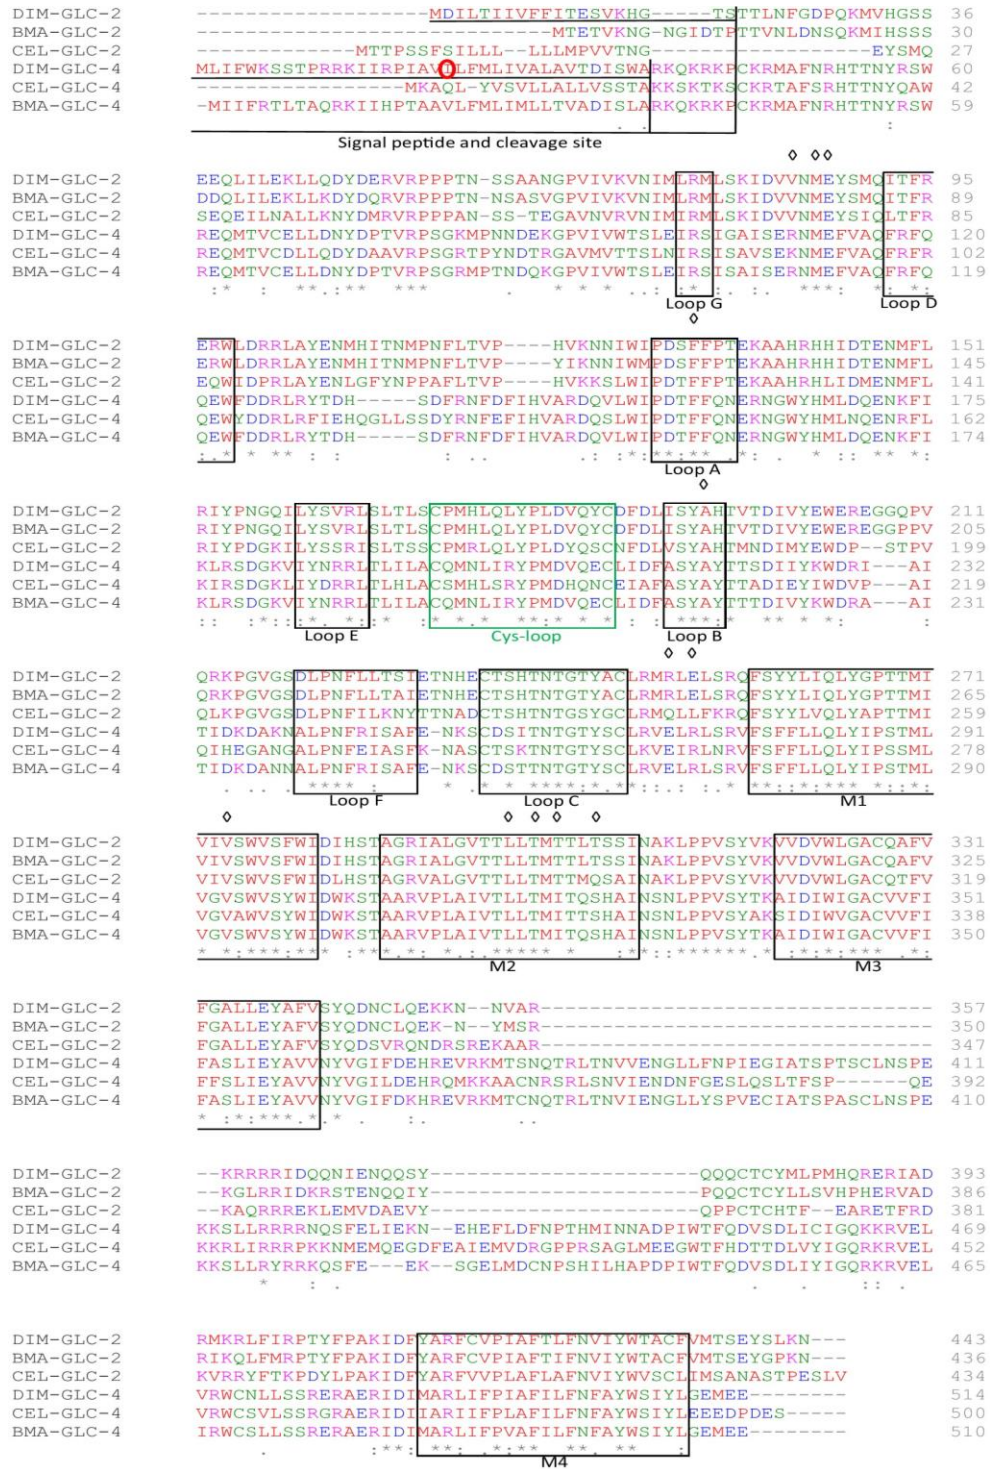 DIM-GLC-2 -------------------MDILTIIVFFITESVKHG-----TSTTLNFGDPQKMVHGSS 36
BMA-GLC-2 -----------------------------MTETVKNG-NGIDTPTTVNLDNSQKMIHSSS 30
CEL-GLC-2 -------------MTTPSSFSILLL-LLLMPVVTNG------------------EYSMQ 27
DIM-GLC-4 MLIFWKSSTPRRKIIRPIAVILFMLIVALAVTDISWARKQKRKPCKRMAFNRHTTNYRSW 60
CEL-GLC-4 -----------------MKAQL-YVSVLLALLVSSTAKKSKTKSPCKRTAFSRHTTNYQAW 42
BMA-GLC-4 -MIIFRTLTAQRKIIHPTAAVLFMLIMLLTVADISLARKQKRKSCKRMAFNRHTTNYRSW 59
. . :
Signal peptide and cleavage site
◊ ◊ ◊
DIM-GLC-2 EEQLILEKLLQDYDERVRPPPTN-SSAANGPVIVKVNIMLRMLSKIDVVNMEYSMQITFR 95
BMA-GLC-2 DDQLILEKLLKDYDQRVRPPPTN-NSASVGPVIVKVNIMIRMLSKIDVVNMEYSMQITFR 89
CEL-GLC-2 SEQEILNALLKNYDMRVRPPPAN-SS-TEGAVNVRVNIMIRMLSKIDVVNMEYSIQLTFR 85
DIM-GLC-4 REQMTVCELLDNYDPTVRPSGKMPNNDEKGPVIVWTSLEIRSIGAISERNMEFVAQFRFQ 120
CEL-GLC-4 REQMTVCDLLQDYDAAVRPSGRTPYNDTRGAVMVTTSLNIRSISAVSEKNMEFVAQFRFR 102
BMA-GLC-4 REQMTVCELLDNYDPTVRPSGRMPTNDQKGPVIVWTSLEIRSISAISERNMEFVAQFRFQ 119
Loop G Loop D
◊
DIM-GLC-2 ERWLDRRLAYENMHITNMPNFLTVP----HVKNNIWIPDSFFPTEKAAHRHHIDTENMFL 151
BMA-GLC-2 ERWLDRRLAYENMHITNMPNFLTVP----YIKNNIWMPDSFFPTEKAAHRHHIDTENMFL 145
CEL-GLC-2 EQWIDPRLAYENLGFYNPPAFLTVP----HVKKSLWIPDTFFPTEKAAHRHLIDMENMFL 141
DIM-GLC-4 QEWFDDRLRYTDH-----SDFRNFDFIHVARDQVLWIPDTFFQNERNGWYHMLDQENKFI 175
CEL-GLC-4 QEWYDDRLRFIEHQGLLSSDYRNFEFIHVARDQSLWIPDTFFQNEKNGWYHMLNQENRFL 162
BMA-GLC-4 QEWFDDRLRYTDH-----SDFRNFDFIHVARDQVLWIPDTFFQNERNGWYHMLDQENKFI 174
Loop A
◊
DIM-GLC-2 RIYPNGQILYSVRLSLTLSCPMHLQLYPLDVQYCDFDLISYAHTVTDIVYEWEREGGQPV 211
BMA-GLC-2 RIYPNGQILYSVRLSLTLSCPMHLQLYPLDVQYCDFDLISYAHTVTDIVYEWEREGGPPV 205
CEL-GLC-2 RIYPDGKILYSSRISLTSSCPMRLQLYPLDYQSCNFDLVSYAHTMNDIMYEWDP--STPV 199
DIM-GLC-4 KLRSDGKVIYNRRLTLILACQMNLIRYPMDVQECLIDFASYAYTTSDIIYKWDRI---AI 232
CEL-GLC-4 KIRSDGKLIYDRRLTLHLACSMHLSRYPMDHQNCEIAFASYAYTTADIEYIWDVP---AI 219
BMA-GLC-4 KLRSDGKVIYNRRLTLILACQMNLIRYPMDVQECLIDFASYAYTTTDIVYKWDRA---AI 231
Loop E Cys-loop Loop B
◊ ◊
DIM-GLC-2 QRKPGVGSDLPNFLLTSIETNHECTSHTNTGTYACLRMRLELSRQFSYYLIQLYGPTTMI 271
BMA-GLC-2 QRKPGVGSDLPNFLLTAIETNHECTSHTNTGTYACLRMRLELSRQFSYYLIQLYGPTTMI 265
CEL-GLC-2 QLKPGVGSDLPNFILKNYTTNADCTSHTNTGSYGCLRMQLLFKRQFSYYLVQLYAPTTMI 259
DIM-GLC-4 TIDKDAKNALPNFRISAFE-NKSCDSITNTGTYSCLRVELRLSRVFSFFLLQLYIPSTML 291
CEL-GLC-4 QIHEGANGALPNFEIASFK-NASCTSKTNTGTYSCLKVEIRLNRVFSFFLLQLYIPSSML 278
BMA-GLC-4 TIDKDANNALPNFRISAFE-NKSCDSTTNTGTYSCLRVELRLSRVFSFFLLQLYIPSTML 290
Loop F Loop C M1
◊ ◊ ◊ ◊ ◊
DIM-GLC-2 VIVSWVSFWIDIHSTAGRIALGVTTLLTMTTLTSSINAKLPPVSYVKVVDVWLGACQAFV 331
BMA-GLC-2 VIVSWVSFWIDIHSTAGRIALGVTTLLTMTTLTSSINAKLPPVSYVKVVDVWLGACQAFV 325
CEL-GLC-2 VIVSWVSFWIDLHSTAGRVALGVTTLLTMTTMQSAINAKLPPVSYVKVVDVWLGACQTFV 319
DIM-GLC-4 VGVSWVSYWIDWKSTAARVPLAIVTLLTMITQSHAINSNLPPVSYTKAIDIWIGACVVFI 351
CEL-GLC-4 VGVAWVSYWIDWKSTAARVPLAIVTLLTMITTSHAINSNLPPVSYAKSIDIWVGACVVFI 338
BMA-GLC-4 VGVSWVSYWIDWKSTAARVPLAIVTLLTMITQSHAINSNLPPVSYTKAIDIWIGACVVFI 350
M2 M3
DIM-GLC-2 FGALLEYAFVSYQDNCLQEKKN--NVAR-------------------------------- 357
BMA-GLC-2 FGALLEYAFVSYQDNCLQEK-N--YMSR-------------------------------- 350
CEL-GLC-2 FGALLEYAFVSYQDSVRQNDRSREKAAR-------------------------------- 347
DIM-GLC-4 FASLIEYAVVNYVGIFDEHREVRKMTSNQTRLTNVVENGLLFNPIEGIATSPTSCLNSPE 411
CEL-GLC-4 FFSLIEYAVVNYVGILDEHRQMKKAACNRSRLSNVIENDNFGESLQSLTFSP------QE 392
BMA-GLC-4 FASLIEYAVVNYVGIFDKHREVRKMTCNQTRLTNVIENGLLYSPVECIATSPASCLNSPE 410
DIM-GLC-2 --KRRRRIDQQNIENQQSY----------------------QQQCTCYMLPMHQRERIAD 393
BMA-GLC-2 --KGLRRIDKRSTENQQIY----------------------PQQCTCYLLSVHPHERVAD 386
CEL-GLC-2 --KAQRRREKLEMVDAEVY----------------------QPPCTCHTF--EARETFRD 381
DIM-GLC-4 KKSLLRRRRNQSFELIEKN--EHEFLDFNPTHMINNADPIWTFQDVSDLICIGQKKRVEL 469
CEL-GLC-4 KKRLIRRRPKKNMEMQEGDFEAIEMVDRGPPRSAGLMEEGWTFHDTTDLVYIGQRKRVEL 452
BMA-GLC-4 KKSLLRYRRKQSFE---EK--SGELMDCNPSHILHAPDPIWTFQDVSDLIYIGQKKRVEL 465
DIM-GLC-2 RMKRLFIRPTYFPAKIDFYARFCVPIAFTLFNVIYWTACFVMTSEYSLKN--- 443
BMA-GLC-2 RIKQLFMRPTYFPAKIDFYARFCVPIAFTIFNVIYWTACFVMTSEYGPKN--- 436
CEL-GLC-2 KVRRYFTKPDYLPAKIDFYARFVVPLAFLAFNVIYWVSCLIMSANASTPESLV 434
DIM-GLC-4 VRWCNLLSSRERAERIDIMARLIFPIAFILFNFAYWSIYLGEMEE-------- 514
CEL-GLC-4 VRWCSVLSSRGRAERIDIIARIIFPLAFILFNFAYWSIYLEEEDPDES----- 500
BMA-GLC-4 IRWCSLLSSRERAERIDIMARLIFPVAFILFNFAYWSIYLGEMEE-------- 510
M4